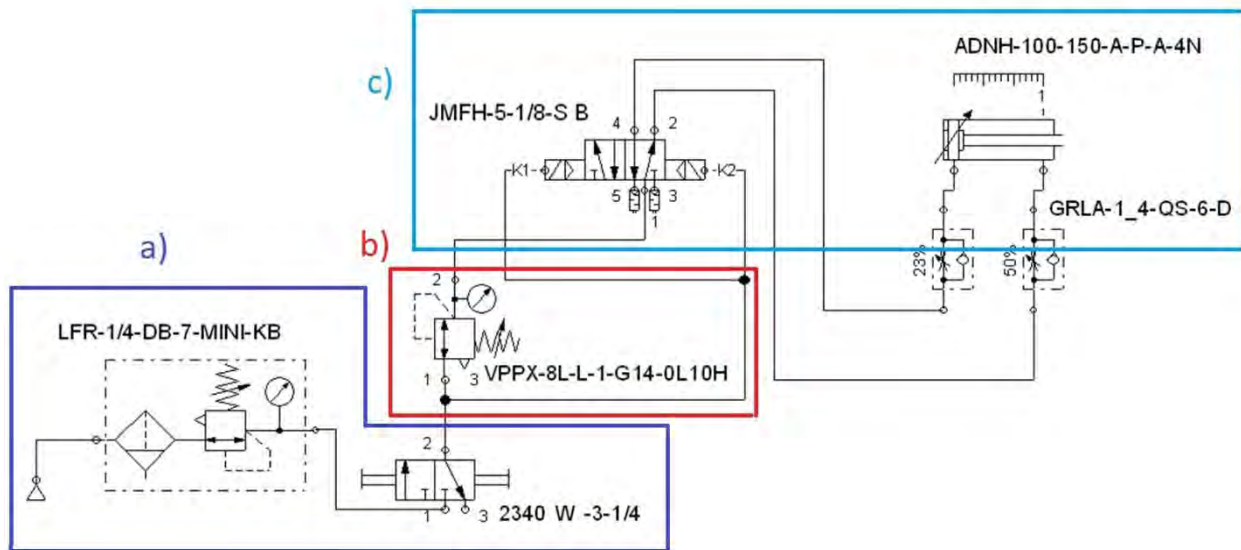 ADNH-100-150-A-P-A-4N
c)
1
JMFH-5-1/8-S B
4 2
K1
K2
5 3
1
GRLA-1_4-QS-6-D
a)
b)
23%
50%
2
LFR-1/4-DB-7-MINI-KB
VPPX-8L-L-1-G14-0L10H
1 3
2
2340 W -3-1/4
1 3